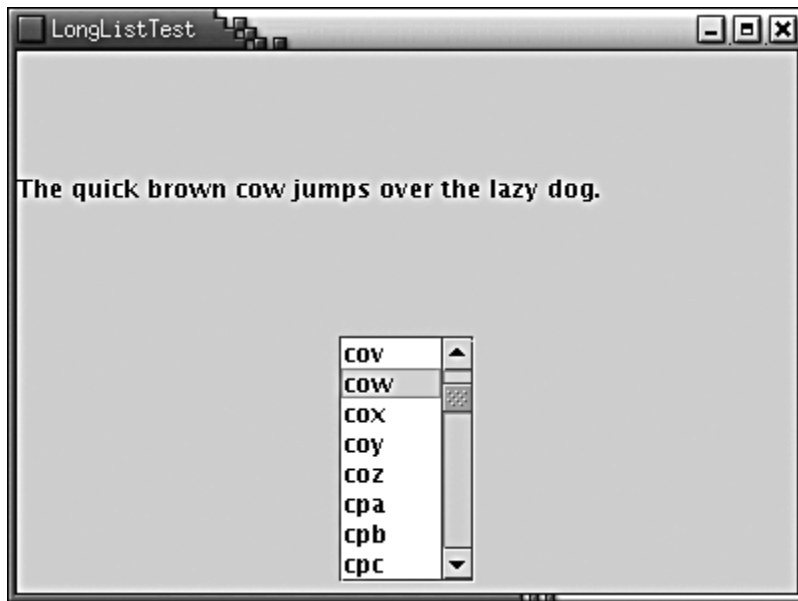 LongListTest
The quick brown cow jumps over the lazy dog.
cov
cow
cox
coy
coz
cpa
cpb
cpc